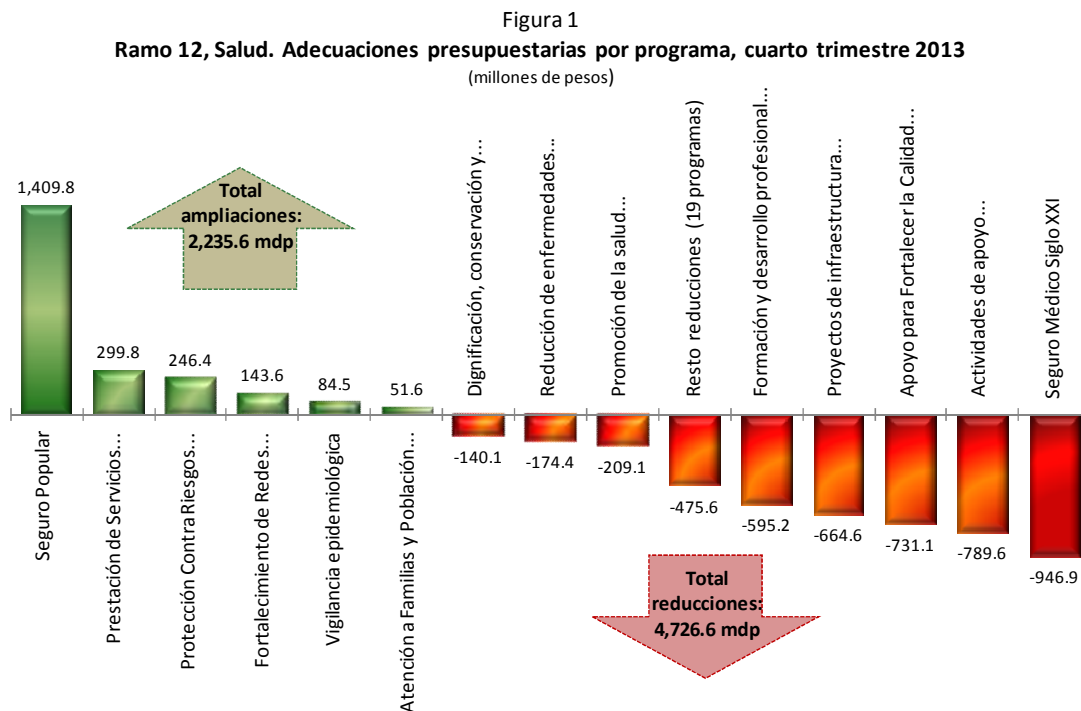 Figura 1
Ramo 12, Salud. Adecuaciones presupuestarias por programa, cuarto trimestre 2013
(millones de pesos)
1,409.8
299.8
246.4
143.6
84.5
51.6
Total
ampliaciones:
2,235.6 mdp
Dignificación, conservación y...
Reducción de enfermedades...
Promoción de la salud...
Resto reducciones (19 programas)
Formación y desarrollo profesional...
Proyectos de infraestructura...
Apoyo para Fortalecer la Calidad...
Actividades de apoyo...
Seguro Médico Siglo XXI
Seguro Popular
Prestación de Servicios...
Protección Contra Riesgos...
Fortalecimiento de Redes...
Vigilancia epidemiológica
Atención a Familias y Población...
-140.1
-174.4
-209.1
-475.6
-595.2
-664.6
-731.1
-789.6
-946.9
Total
reducciones:
4,726.6 mdp